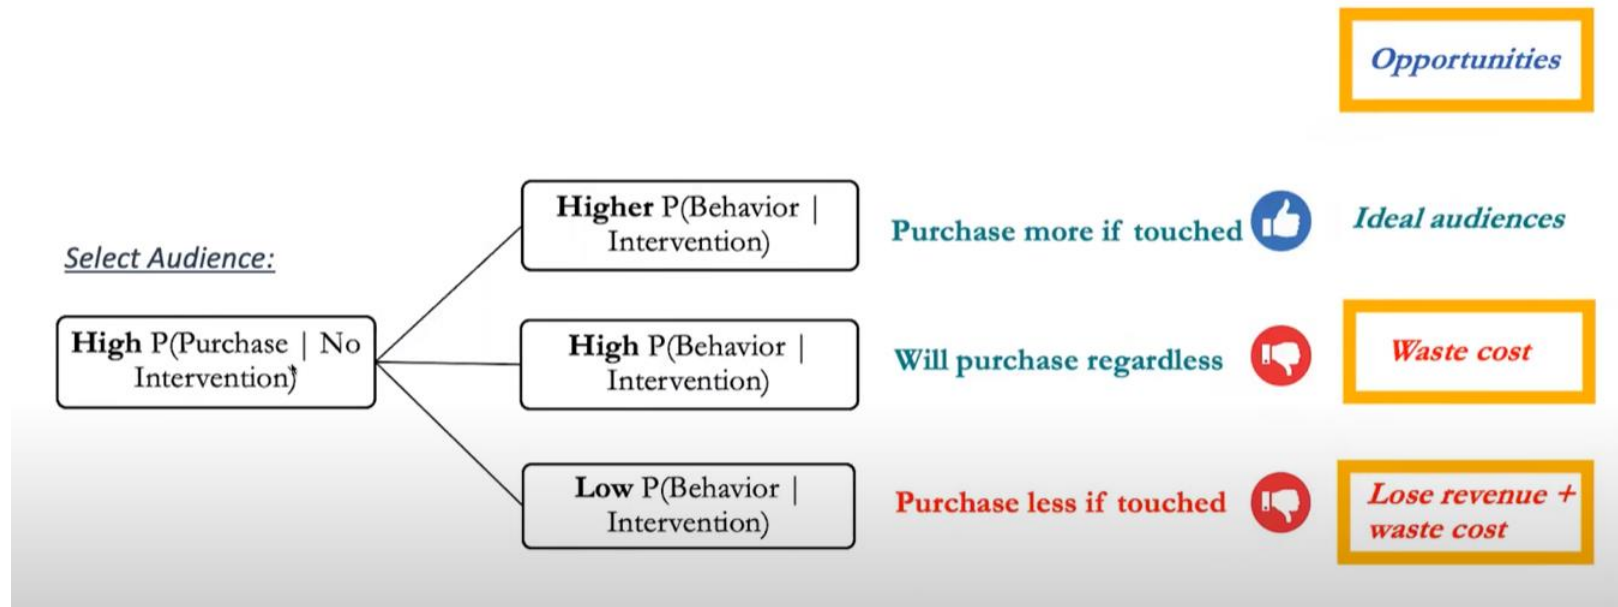 Opportunities
Select Audience:
High P(Purchase | No
Intervention)
Higher P(Behavior |
Intervention)
Purchase more if touched
Ideal audiences
High P(Behavior |
Intervention)
Will purchase regardless
Waste cost
Low P(Behavior |
Intervention)
Purchase less if touched
Lose revenue +
waste cost